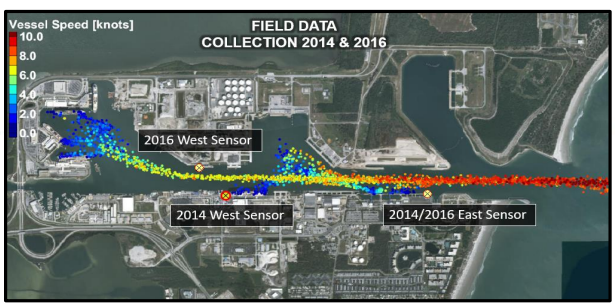 Vessel Speed [knots]
10.0
8.0
6.0
4.0
2.0
0.0
FIELD DATA
COLLECTION 2014 & 2016
2016 West Sensor
2014 West Sensor
2014/2016 East Sensor